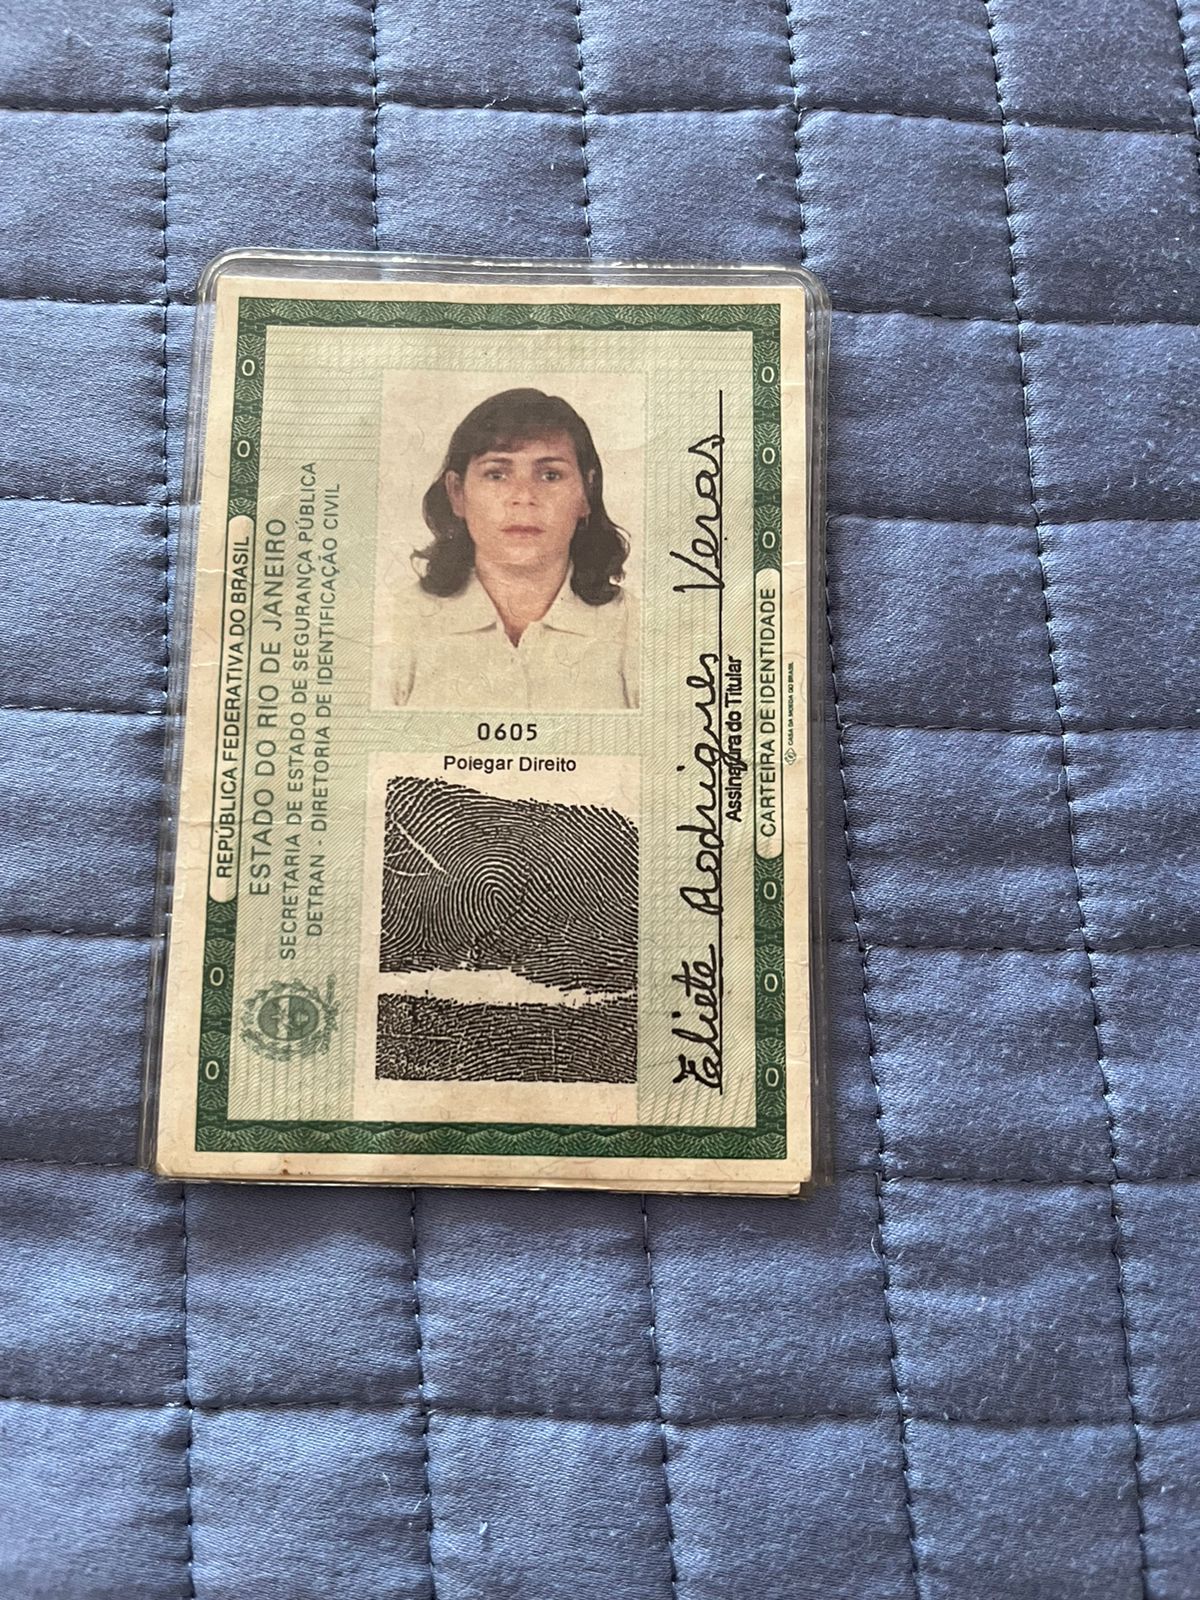 REPÚBLICA FEDERATIVA DO BRASIL
ESTADO DO RIO DE JANEIRO
SECRETARIA DE ESTADO DE SEGURANÇA PÚBLICA
DETRAN - DIRETORIA DE IDENTIFICAÇÃO CIVIL
0605
Polegar Direito
Eliete Rodrigues Veras
Assinatura do Titular
CARTEIRA DE IDENTIDADE
CASA DA MOEDA DO BRASIL